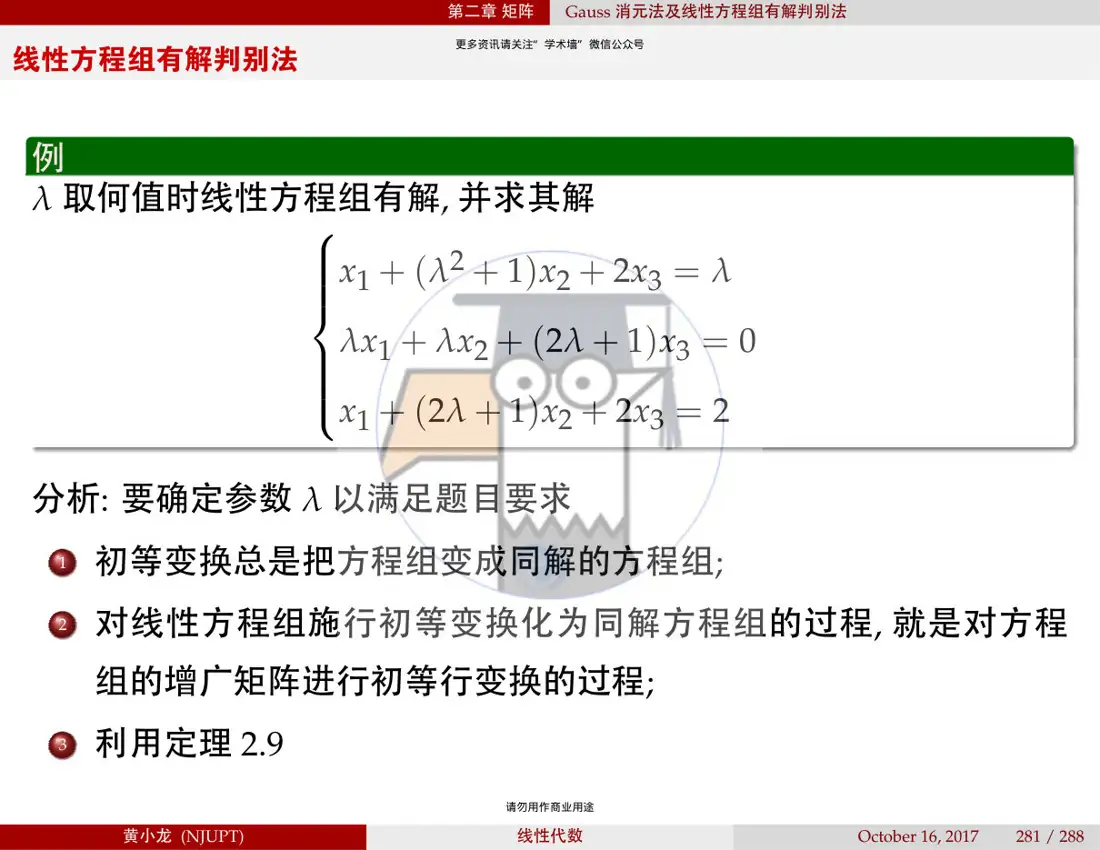 第二章 矩阵 Gauss 消元法及线性方程组有解判别法
更多资讯请关注“学术墙”微信公众号
线性方程组有解判别法
例
λ 取何值时线性方程组有解, 并求其解
x₁ + (λ² + 1)x₂ + 2x₃ = λ
λx₁ + λx₂ + (2λ + 1)x₃ = 0
x₁ + (2λ + 1)x₂ + 2x₃ = 2
分析: 要确定参数 λ 以满足题目要求
1 初等变换总是把方程组变成同解的方程组;
2 对线性方程组施行初等变换化为同解方程组的过程, 就是对方程
组的增广矩阵进行初等行变换的过程;
3 利用定理 2.9
请勿用作商业用途
黄小龙 (NJUPT) 线性代数 October 16, 2017 281 / 288